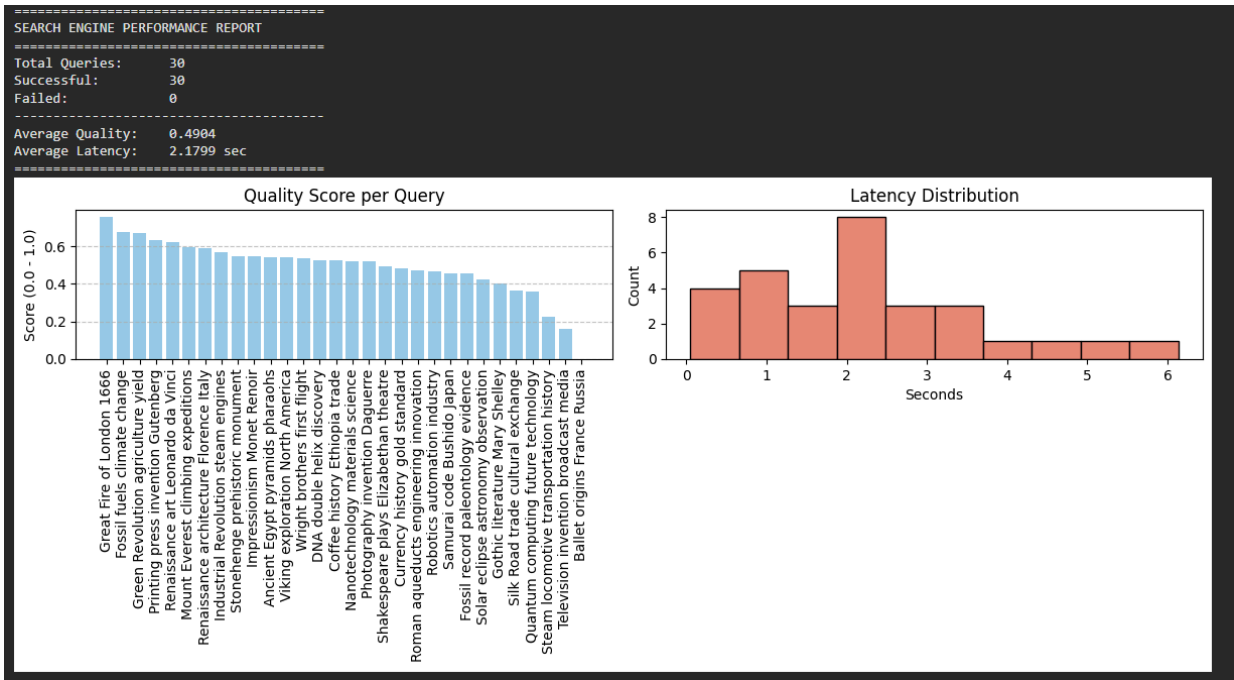 ========================================
SEARCH ENGINE PERFORMANCE REPORT
========================================
Total Queries:      30
Successful:         30
Failed:             0
----------------------------------------
Average Quality:    0.4904
Average Latency:    2.1799 sec
========================================
Quality Score per Query
Score (0.0 - 1.0)
0.6
0.4
0.2
0.0
Great Fire of London 1666
Fossil fuels climate change
Green Revolution agriculture yield
Printing press invention Gutenberg
Renaissance art Leonardo da Vinci
Mount Everest climbing expeditions
Renaissance architecture Florence Italy
Industrial Revolution steam engines
Stonehenge prehistoric monument
Impressionism Monet Renoir
Ancient Egypt pyramids pharaohs
Viking exploration North America
Wright brothers first flight
DNA double helix discovery
Coffee history Ethiopia trade
Nanotechnology materials science
Photography invention Daguerre
Shakespeare plays Elizabethan theatre
Currency history gold standard
Roman aqueducts engineering innovation
Robotics automation industry
Samurai code Bushido Japan
Fossil record paleontology evidence
Solar eclipse astronomy observation
Gothic literature Mary Shelley
Silk Road trade cultural exchange
Quantum computing future technology
Steam locomotive transportation history
Television invention broadcast media
Ballet origins France Russia
Latency Distribution
Count
8
6
4
2
0
0 1 2 3 4 5 6
Seconds